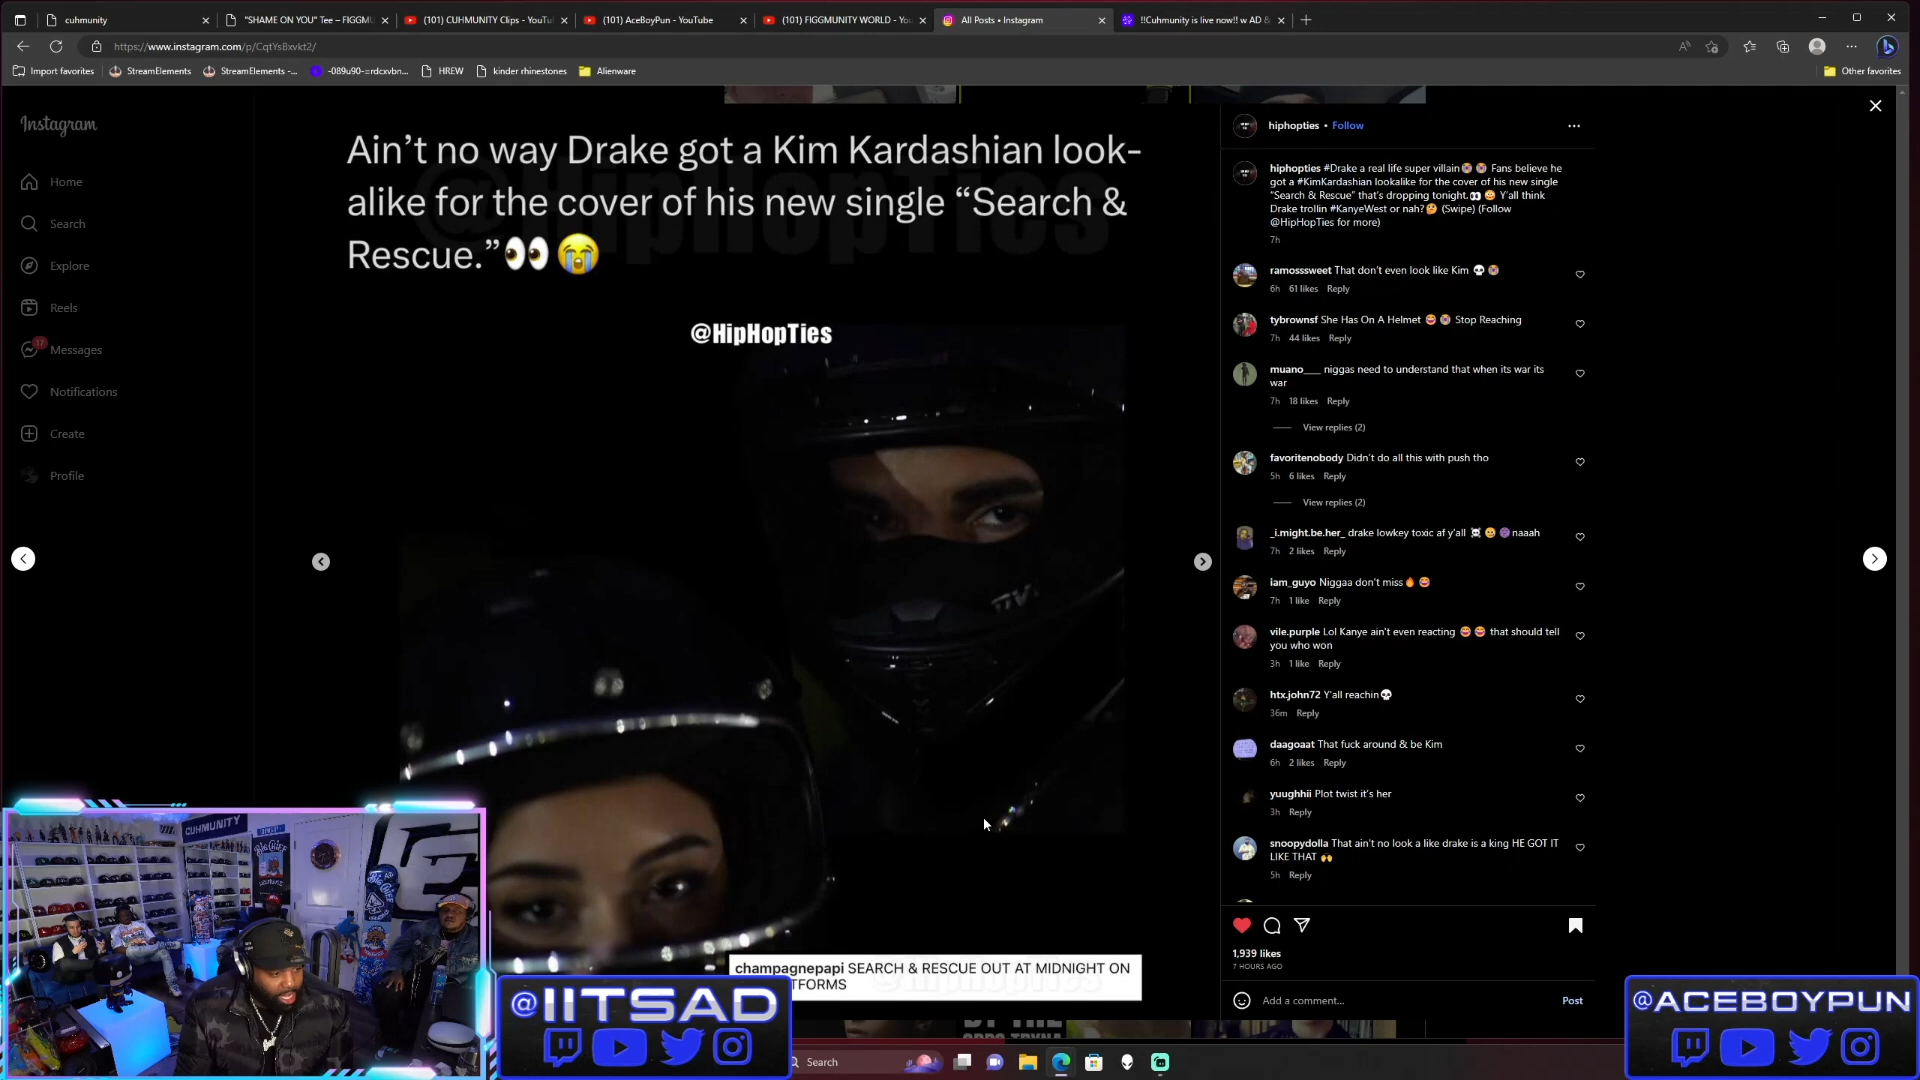 cuhmunity
"SHAME ON YOU" Tee – FIGGMU
(101) CUHMUNITY Clips - YouTu
(101) AceBoyPun - YouTube
(101) FIGGMUNITY WORLD - Yo
All Posts • Instagram
!!Cuhmunity is live now!! w AD &
https://www.instagram.com/p/CqtYsBxvkt2/
Import favorites
StreamElements
StreamElements -...
-089u90-=rdcxvbn...
HREW
kinder rhinestones
Alienware
Other favorites
Instagram
Home
Search
Explore
Reels
17
Messages
Notifications
Create
Profile
Ain't no way Drake got a Kim Kardashian look-
alike for the cover of his new single "Search &
Rescue."👀😭
@HipHopTies
champagnepapi SEARCH & RESCUE OUT AT MIDNIGHT ON
TFORMS
hiphopties • Follow
hiphopties #Drake a real life super villain😭😭 Fans believe he
got a #KimKardashian lookalike for the cover of his new single
"Search & Rescue" that's dropping tonight.👀 Y'all think
Drake trollin #KanyeWest or nah?🤔 (Swipe) (Follow
@HipHopTies for more)
7h
ramosssweet That don't even look like Kim 💀😭
6h 61 likes Reply
tybrownsf She Has On A Helmet 😂😭 Stop Reaching
7h 44 likes Reply
muano___ niggas need to understand that when its war its
war
7h 18 likes Reply
View replies (2)
favoritenobody Didn't do all this with push tho
5h 6 likes Reply
View replies (2)
_i.might.be.her_ drake lowkey toxic af y'all naaah
7h 2 likes Reply
iam_guyo Niggaa don't miss🔥😂
7h 1 like Reply
vile.purple Lol Kanye ain't even reacting 😂😂 that should tell
you who won
3h 1 like Reply
htx.john72 Y'all reachin💀
36m Reply
daagoaat That fuck around & be Kim
6h 2 likes Reply
yuughhii Plot twist it's her
3h Reply
snoopydolla That ain't no look a like drake is a king HE GOT IT
LIKE THAT 🙌
5h Reply
1,939 likes
7 HOURS AGO
Add a comment...
Post
CUHMUNITY
BIG CHIEF
@IITSAD
@ACEBOYPUN
Search